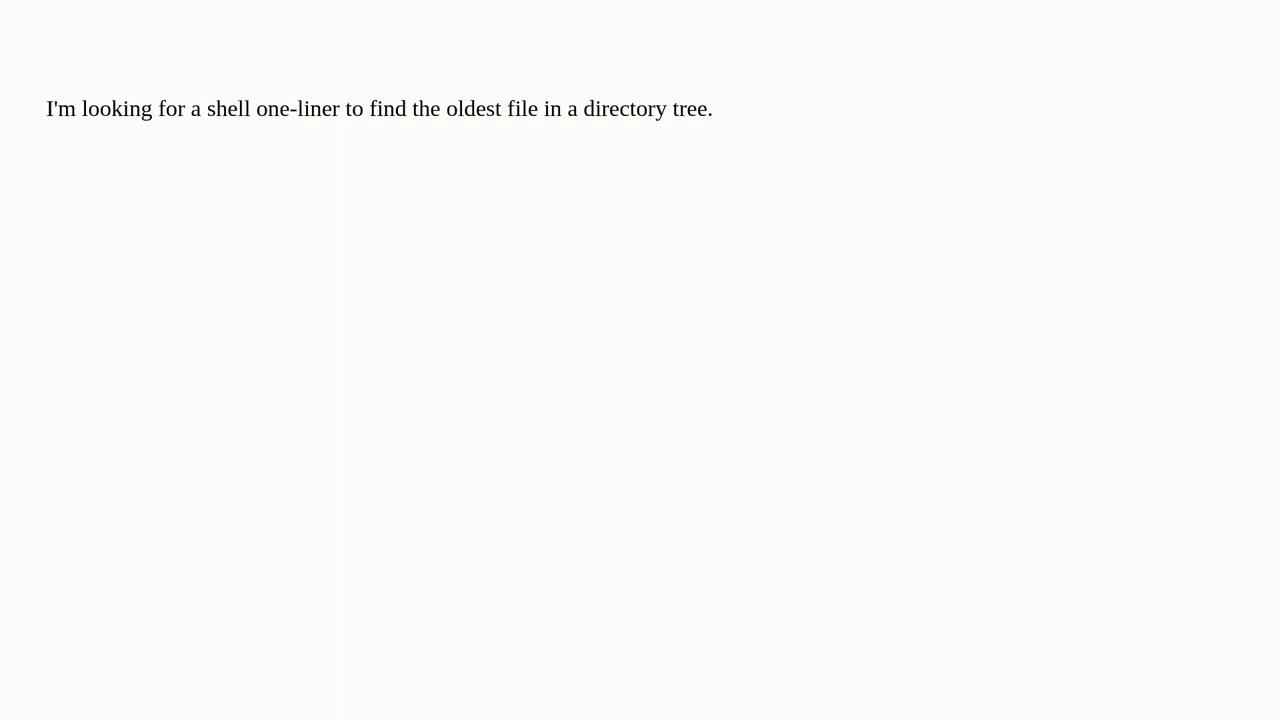 I'm looking for a shell one-liner to find the oldest file in a directory tree.